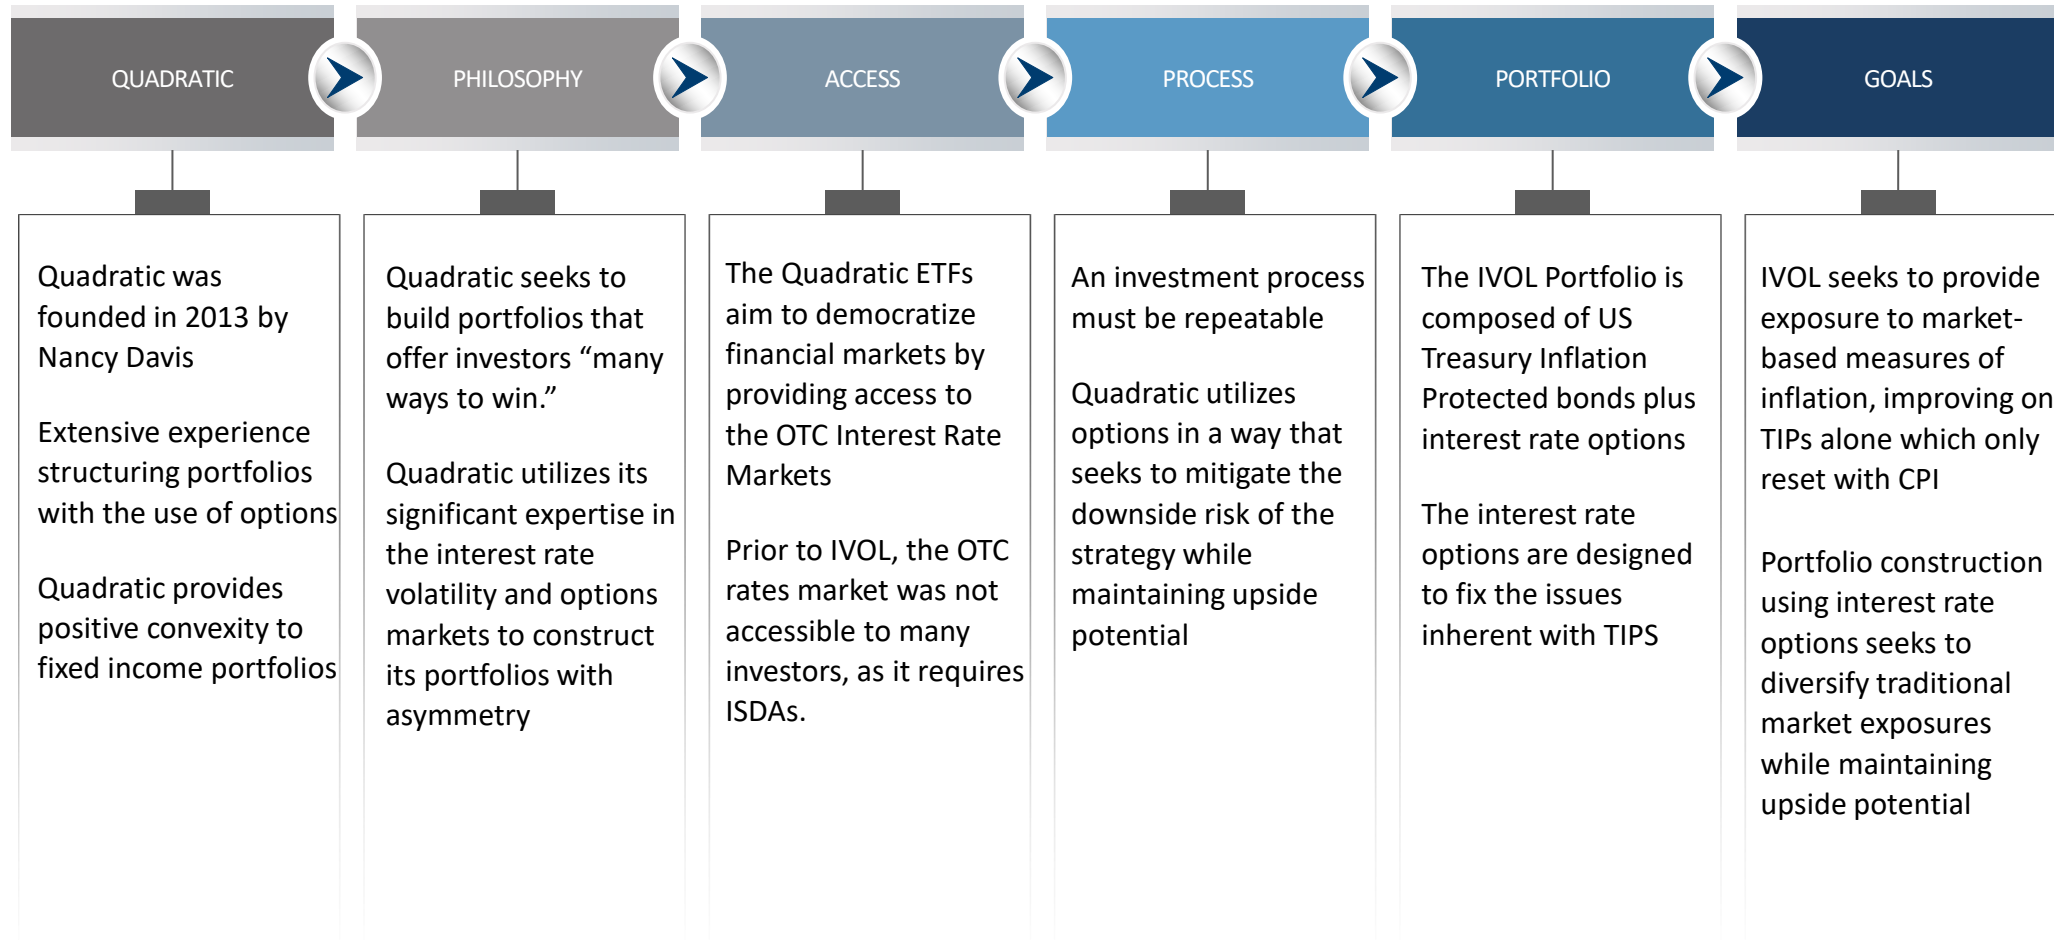 QUADRATIC
PHILOSOPHY
ACCESS
PROCESS
PORTFOLIO
GOALS
Quadratic was
founded in 2013 by
Nancy Davis
Extensive experience
structuring portfolios
with the use of options
Quadratic provides
positive convexity to
fixed income portfolios
Quadratic seeks to
build portfolios that
offer investors “many
ways to win.”
Quadratic utilizes its
significant expertise in
the interest rate
volatility and options
markets to construct
its portfolios with
asymmetry
The Quadratic ETFs
aim to democratize
financial markets by
providing access to
the OTC Interest Rate
Markets
Prior to IVOL, the OTC
rates market was not
accessible to many
investors, as it requires
ISDAs.
An investment process
must be repeatable
Quadratic utilizes
options in a way that
seeks to mitigate the
downside risk of the
strategy while
maintaining upside
potential
The IVOL Portfolio is
composed of US
Treasury Inflation
Protected bonds plus
interest rate options
The interest rate
options are designed
to fix the issues
inherent with TIPS
IVOL seeks to provide
exposure to market-
based measures of
inflation, improving on
TIPs alone which only
reset with CPI
Portfolio construction
using interest rate
options seeks to
diversify traditional
market exposures
while maintaining
upside potential